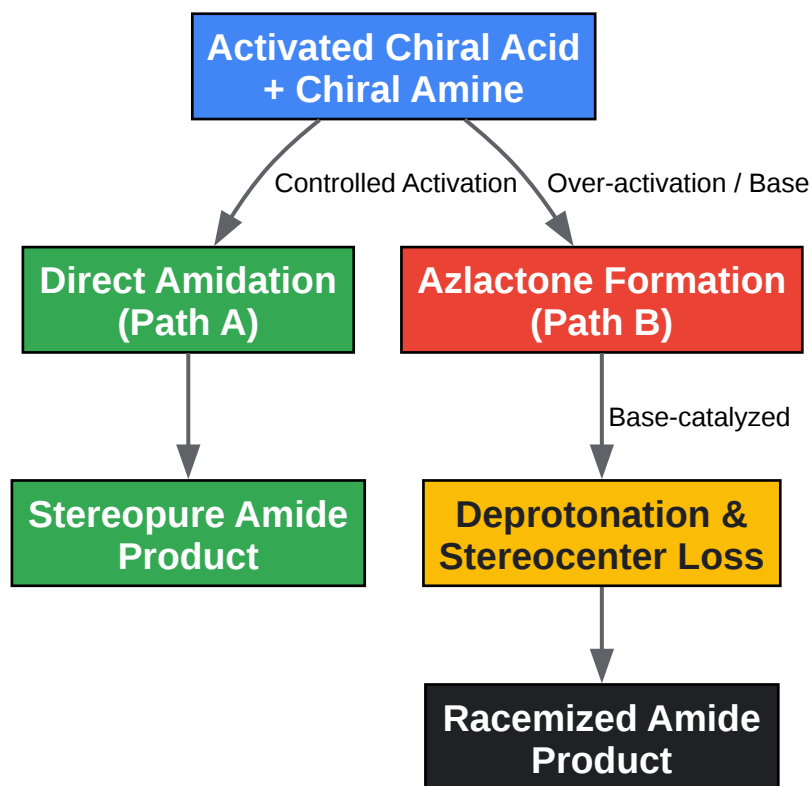 Activated Chiral Acid
+ Chiral Amine
Controlled Activation
Over-activation / Base
Direct Amidation
(Path A)
Azlactone Formation
(Path B)
Base-catalyzed
Stereopure Amide
Product
Deprotonation &
Stereocenter Loss
Racemized Amide
Product